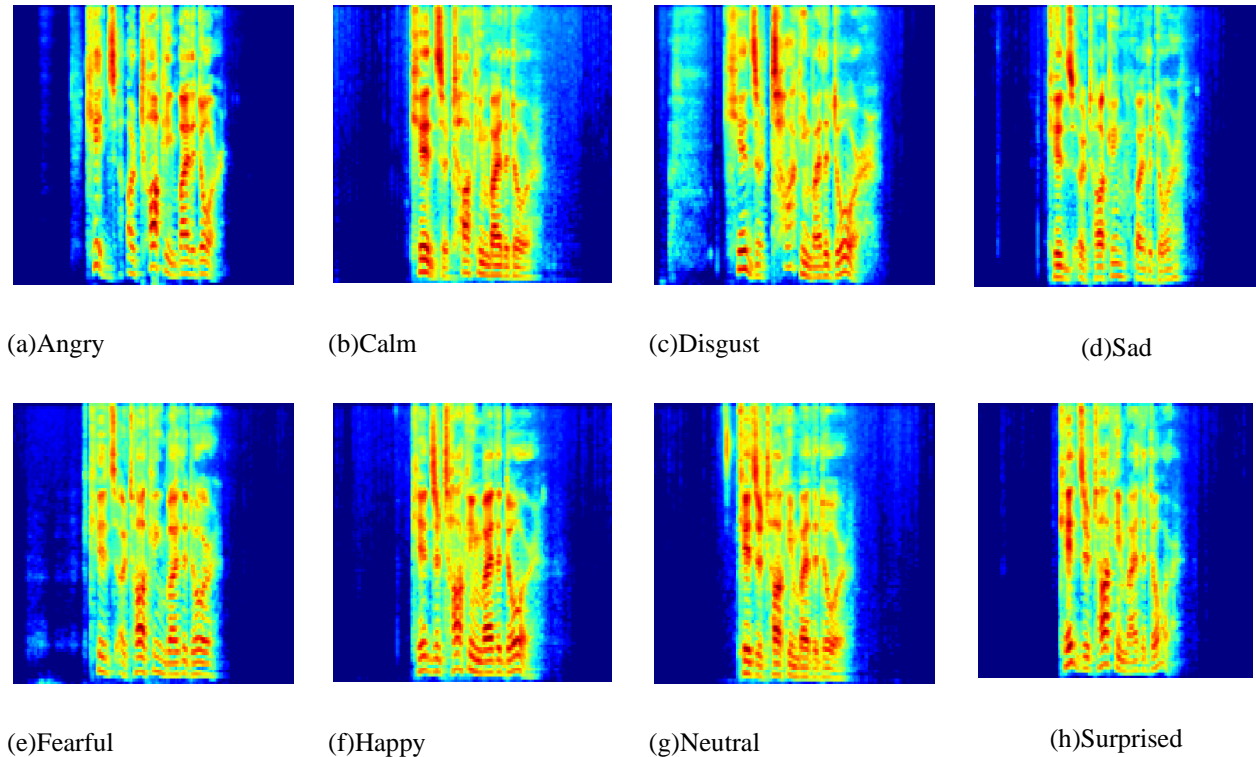 (a)Angry
(b)Calm
(c)Disgust
(d)Sad
(e)Fearful
(f)Happy
(g)Neutral
(h)Surprised